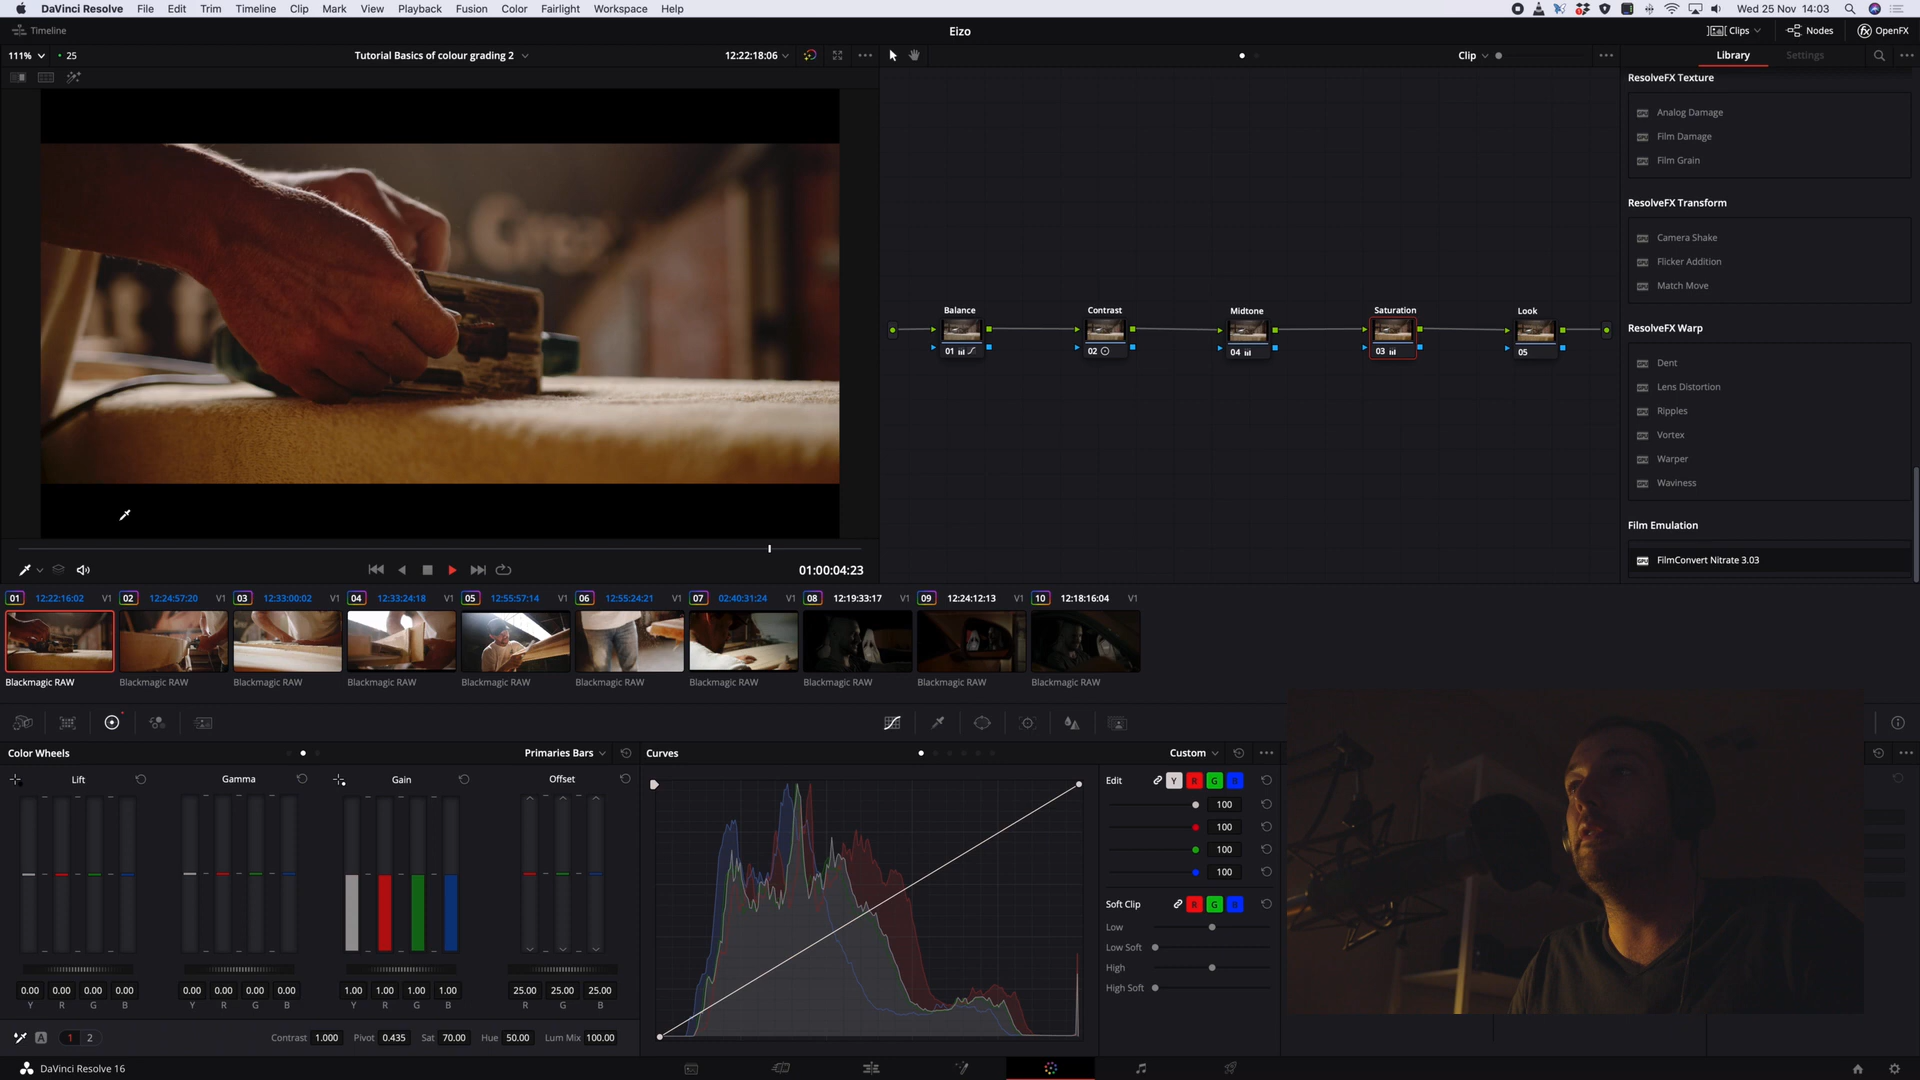 DaVinci Resolve File Edit Trim Timeline Clip Mark View Playback Fusion Color Fairlight Workspace Help Wed 25 Nov 14:03
Timeline Eizo Clips Nodes OpenFX
111% 25 Tutorial Basics of colour grading 2 12:22:18:06 Clip Library Settings
ResolveFX Texture
Analog Damage
Film Damage
Film Grain
ResolveFX Transform
Camera Shake
Flicker Addition
Match Move
ResolveFX Warp
Dent
Lens Distortion
Ripples
Vortex
Warper
Waviness
Film Emulation
FilmConvert Nitrate 3.03
Balance Contrast Midtone Saturation Look
01 02 04 03 05
01:00:04:23
01 12:22:16:02 V1 02 12:24:57:20 V1 03 12:33:00:02 V1 04 12:33:24:18 V1 05 12:55:57:14 V1 06 12:55:24:21 V1 07 02:40:31:24 V1 08 12:19:33:17 V1 09 12:24:12:13 V1 10 12:18:16:04 V1
Blackmagic RAW Blackmagic RAW Blackmagic RAW Blackmagic RAW Blackmagic RAW Blackmagic RAW Blackmagic RAW Blackmagic RAW Blackmagic RAW Blackmagic RAW
Color Wheels Primaries Bars Curves Custom
Lift Gamma Gain Offset
Edit Y R G B
100
100
100
100
Soft Clip R G B
Low
Low Soft
High
High Soft
0.00 0.00 0.00 0.00 0.00 0.00 0.00 0.00 1.00 1.00 1.00 1.00 25.00 25.00 25.00
Y R G B Y R G B Y R G B R G B
A 1 2 Contrast 1.000 Pivot 0.435 Sat 70.00 Hue 50.00 Lum Mix 100.00
DaVinci Resolve 16